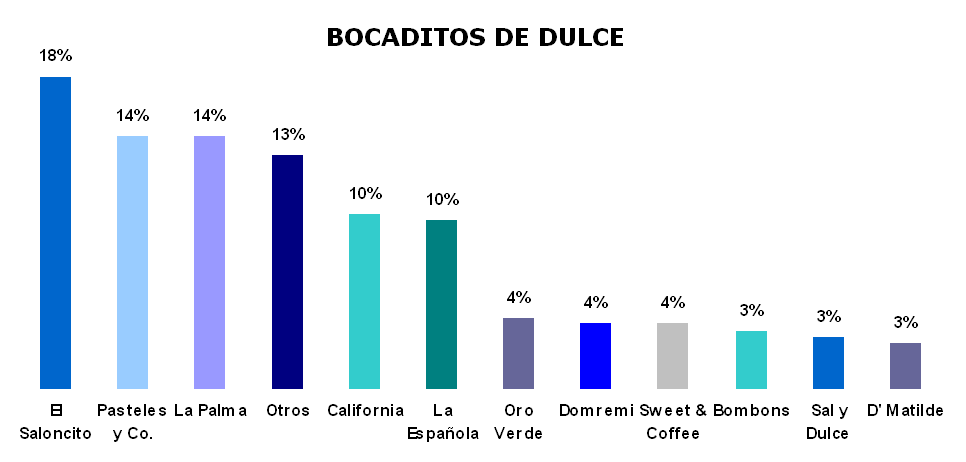 BOCADITOS DE DULCE
18%
14%
14%
13%
10%
10%
4%
4%
4%
3%
3%
3%
El
Saloncito
Pasteles
y Co.
La Palma
Otros
California
La
Española
Oro
Verde
Domremi
Sweet &
Coffee
Bombons
Sal y
Dulce
D' Matilde